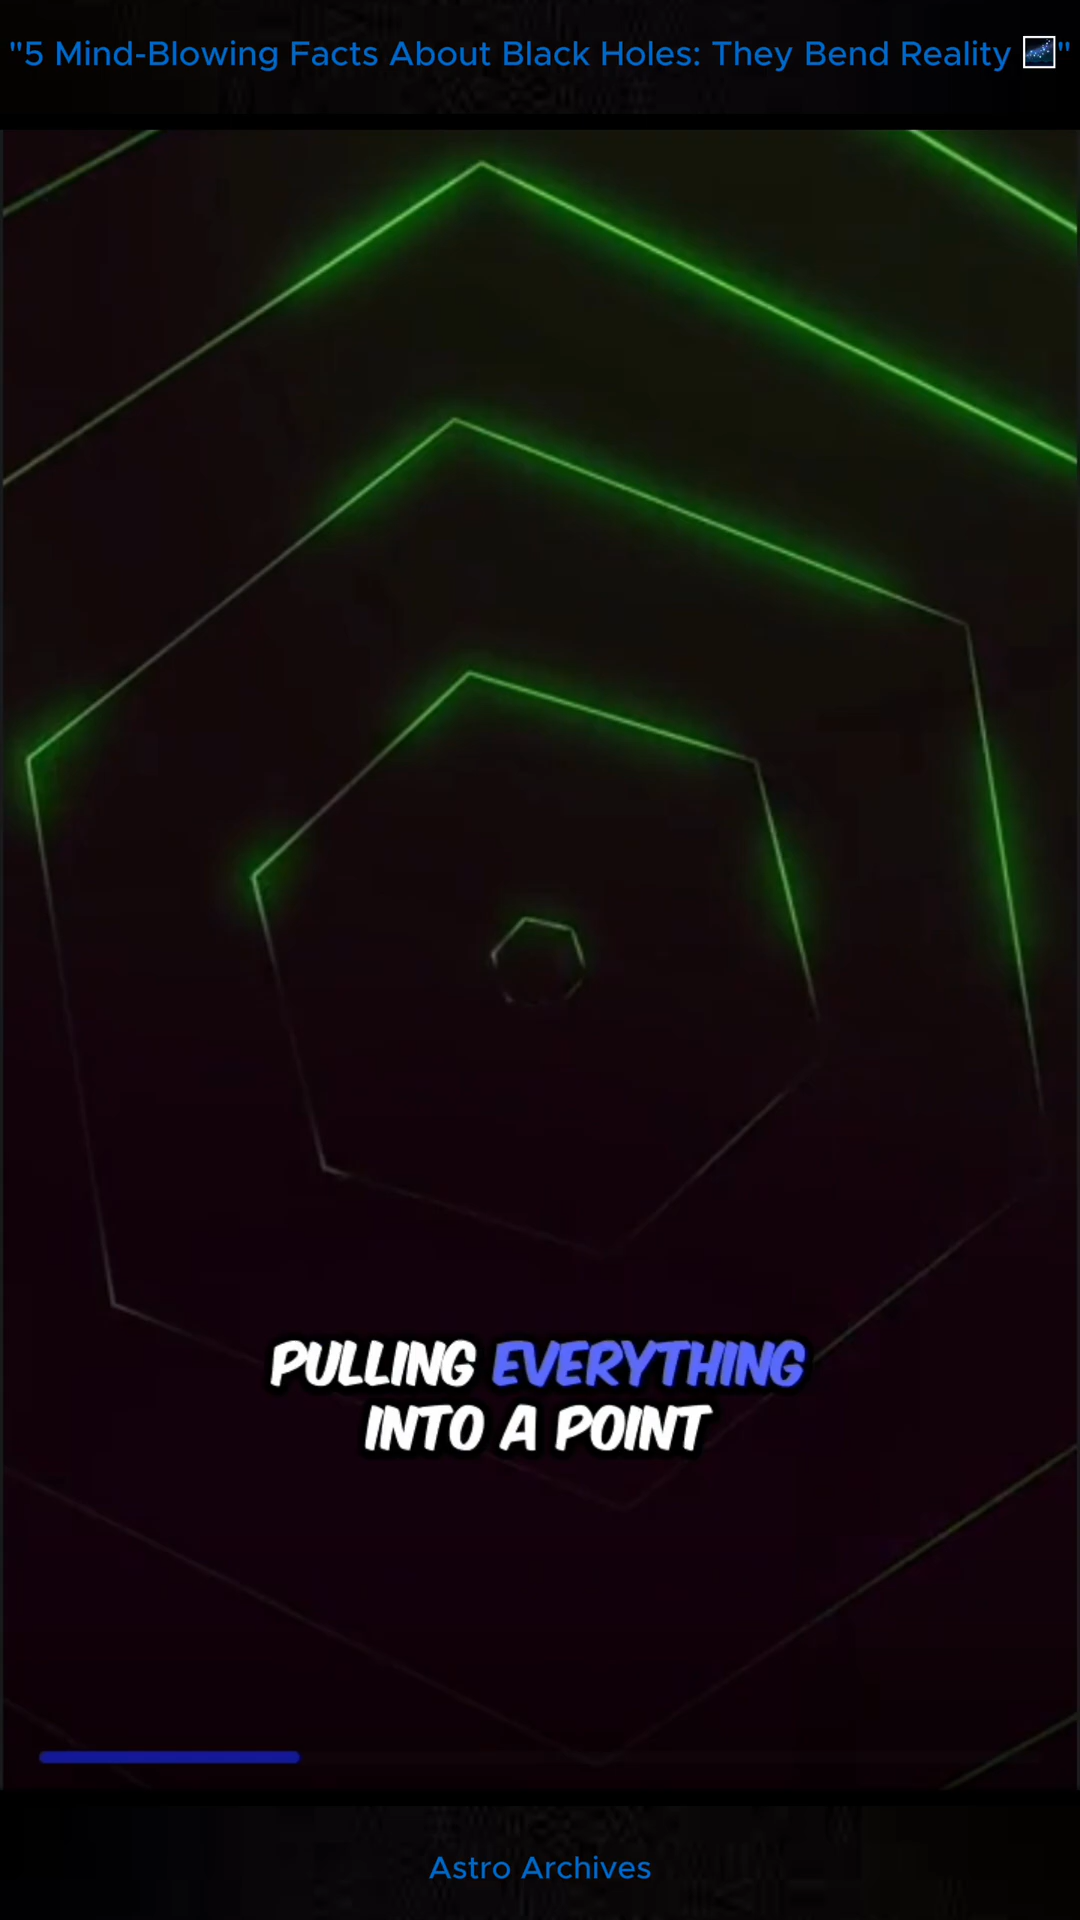 "5 Mind-Blowing Facts About Black Holes: They Bend Reality 🌌"
PULLING EVERYTHING
INTO A POINT
Astro Archives